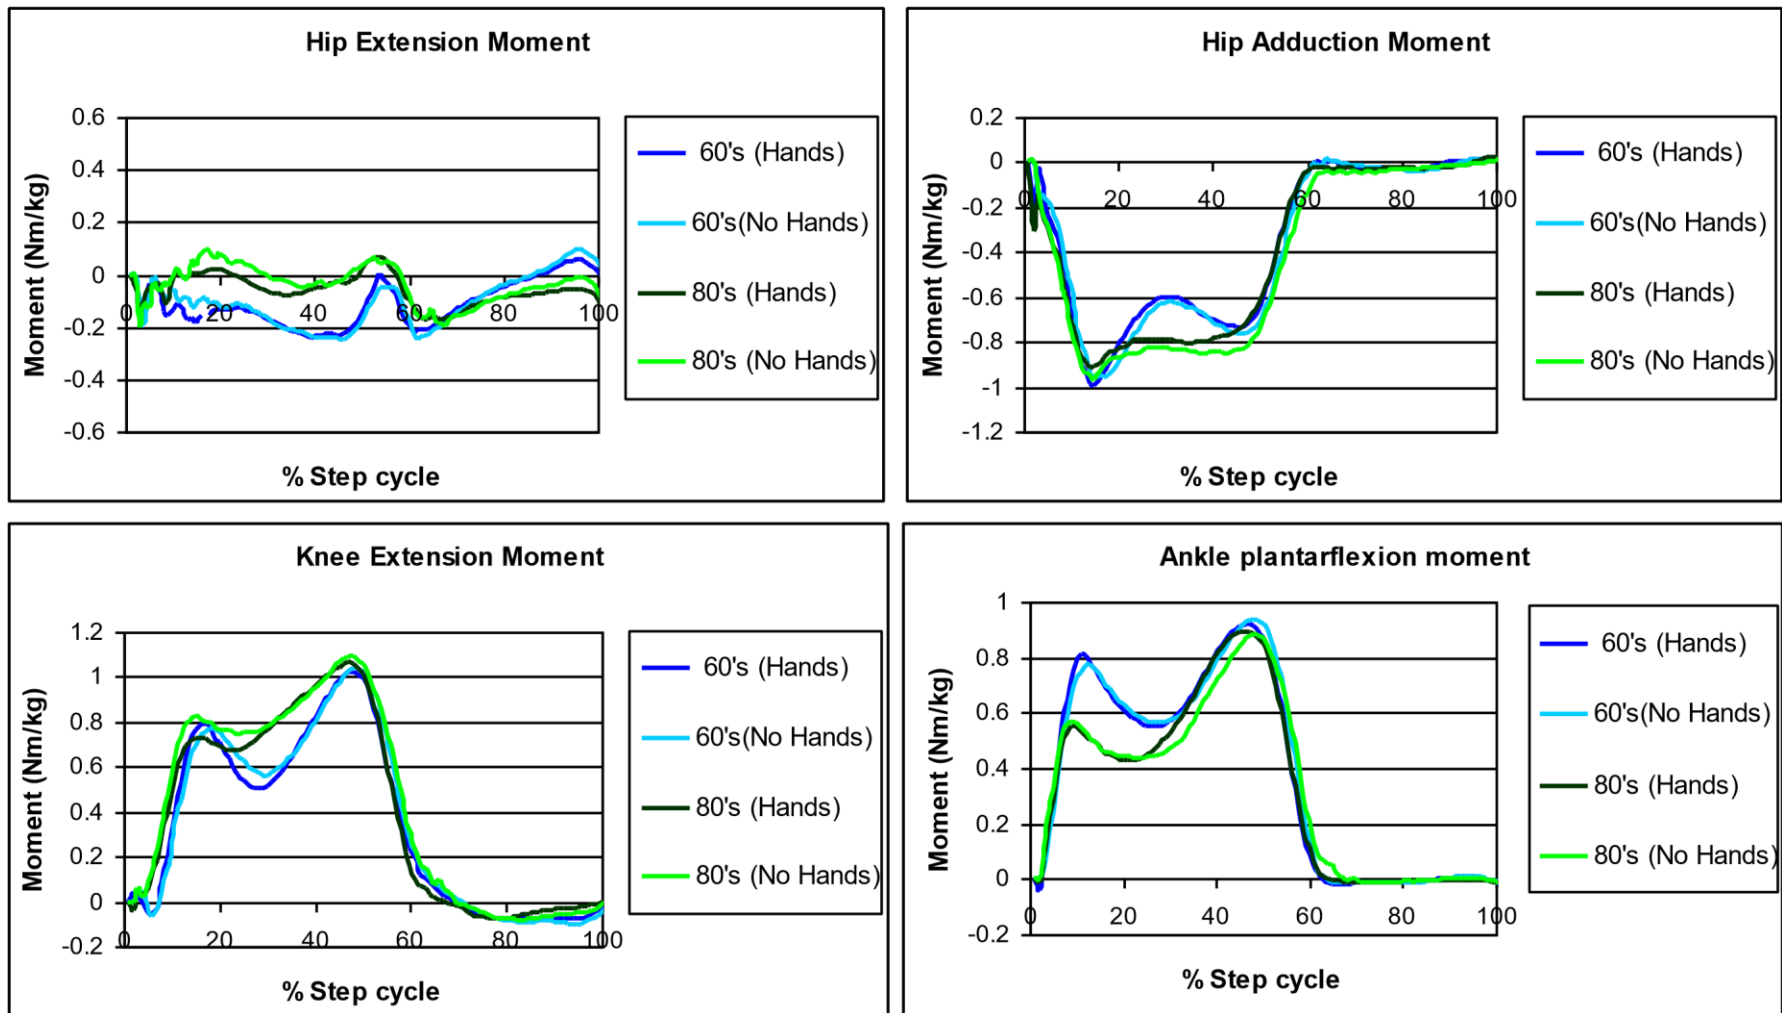 Hip Extension Moment
Moment (Nm/kg)
0.6
0.4
0.2
0
-0.2
-0.4
-0.6
0 20 40 60 80 100
% Step cycle
60's (Hands)
60's(No Hands)
80's (Hands)
80's (No Hands)
Hip Adduction Moment
Moment (Nm/kg)
0.2
0
-0.2
-0.4
-0.6
-0.8
-1
-1.2
0 20 40 60 80 100
% Step cycle
60's (Hands)
60's(No Hands)
80's (Hands)
80's (No Hands)
Knee Extension Moment
Moment (Nm/kg)
1.2
1
0.8
0.6
0.4
0.2
0
-0.2
0 20 40 60 80 100
% Step cycle
60's (Hands)
60's(No Hands)
80's (Hands)
80's (No Hands)
Ankle plantarflexion moment
Moment (Nm/kg)
1
0.8
0.6
0.4
0.2
0
-0.2
0 20 40 60 80 100
% Step cycle
60's (Hands)
60's(No Hands)
80's (Hands)
80's (No Hands)